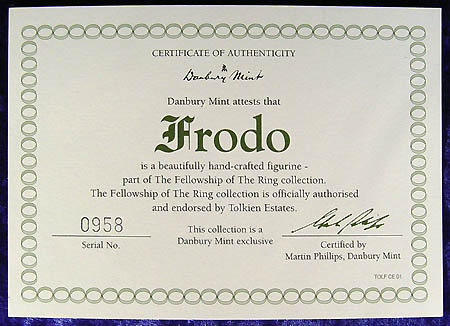 CERTIFICATE OF AUTHENTICITY
Danbury Mint
Danbury Mint attests that
Frodo
is a beautifully hand-crafted figurine -
part of The Fellowship of The Ring collection.
The Fellowship of The Ring collection is officially authorised
and endorsed by Tolkien Estates.
0958
Serial No.
This collection is a
Danbury Mint exclusive
Certified by
Martin Phillips, Danbury Mint
TOLF CE 01